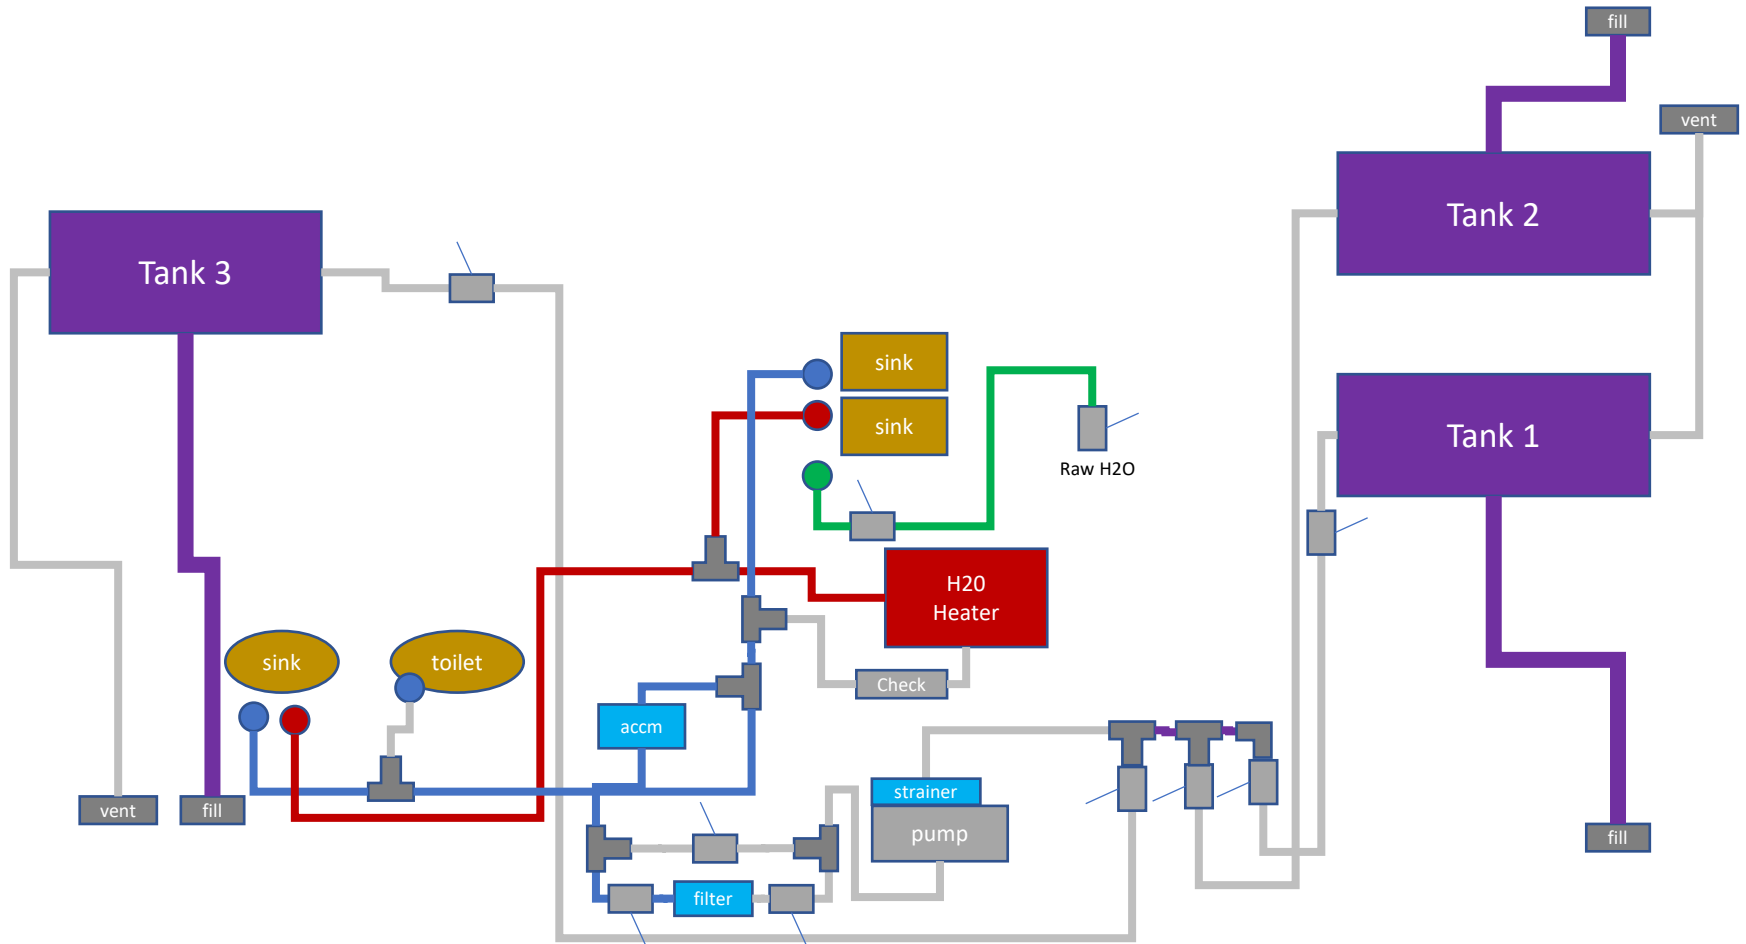 fill
vent
Tank 2
Tank 3
sink
sink
Tank 1
Raw H2O
H20
Heater
sink
toilet
Check
accm
strainer
pump
vent
fill
fill
filter